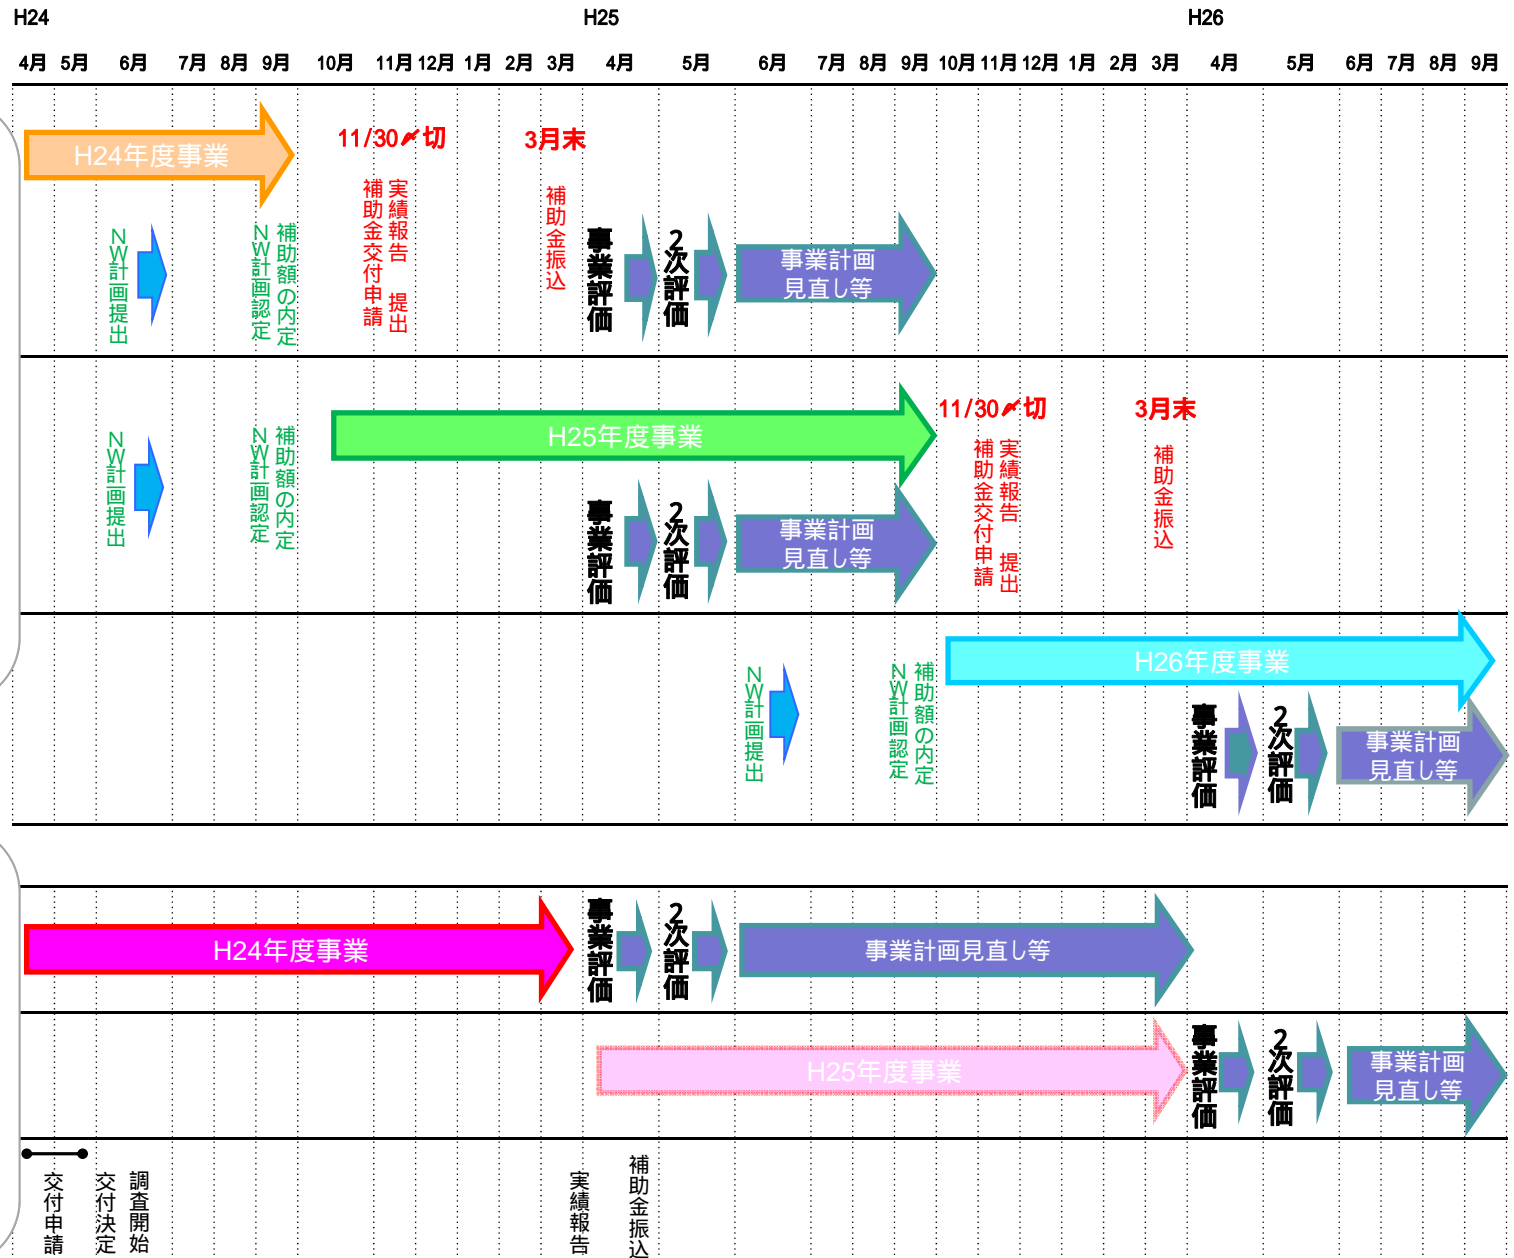 H24 H25 H26
4月 5月 6月 7月 8月 9月 10月 11月 12月 1月 2月 3月 4月 5月 6月 7月 8月 9月 10月 11月 12月 1月 2月 3月 4月 5月 6月 7月 8月 9月
H24年度事業
11/30〆切
3月末
NW計画提出
NW計画認定
補助額の内定
補助金交付申請
実績報告 提出
補助金振込
事業評価
2次評価
事業計画
見直し等
H25年度事業
11/30〆切
3月末
NW計画提出
NW計画認定
補助額の内定
事業評価
2次評価
事業計画
見直し等
補助金交付申請
実績報告 提出
補助金振込
H26年度事業
NW計画提出
NW計画認定
補助額の内定
事業評価
2次評価
事業計画
見直し等
H24年度事業
事業評価
2次評価
事業計画見直し等
H25年度事業
事業評価
2次評価
事業計画
見直し等
交付申請
交付決定
調査開始
実績報告
補助金振込